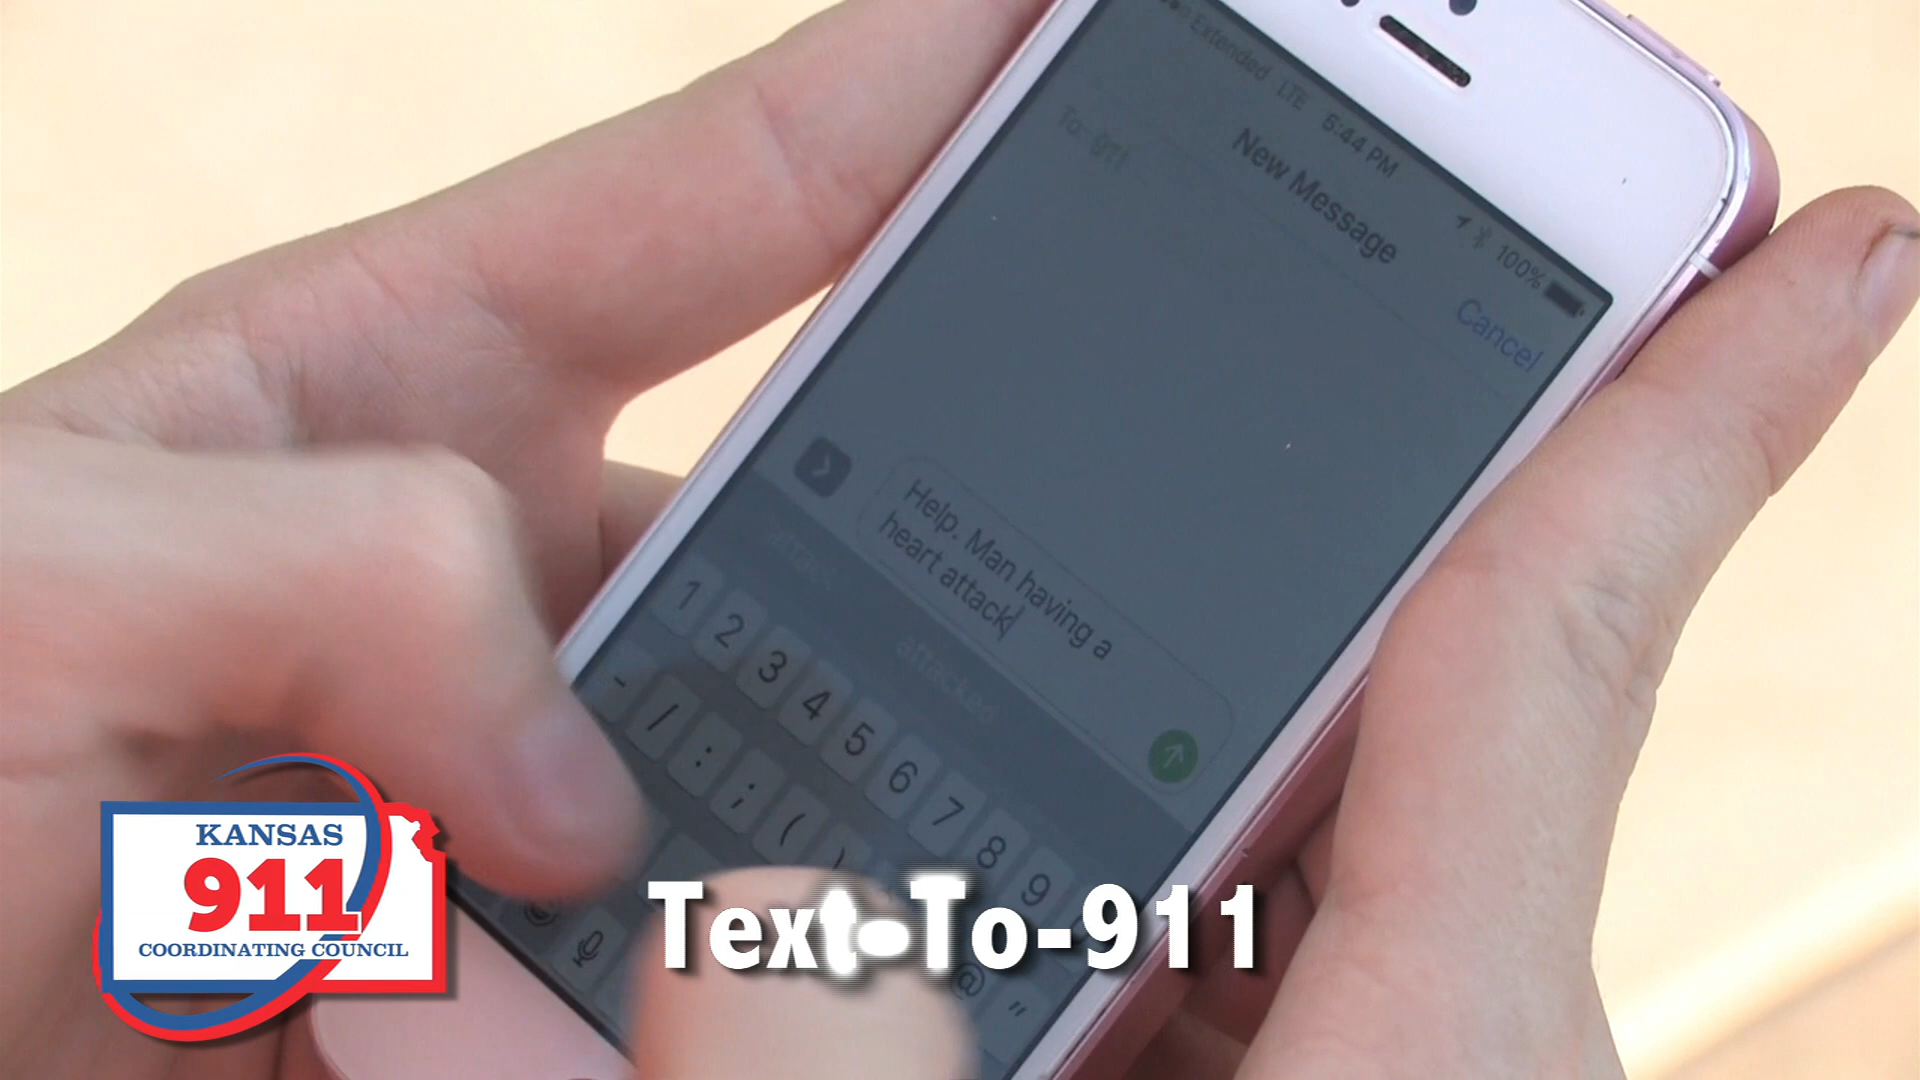 Extended LTE 5:44 PM 100%
New Message
Cancel
To: 911
Help. Man having a
heart attack
attacked
1 2 3 4 5 6 7 8 9
- / : ; ( )
@ "
KANSAS
911
COORDINATING COUNCIL
Text-To-911